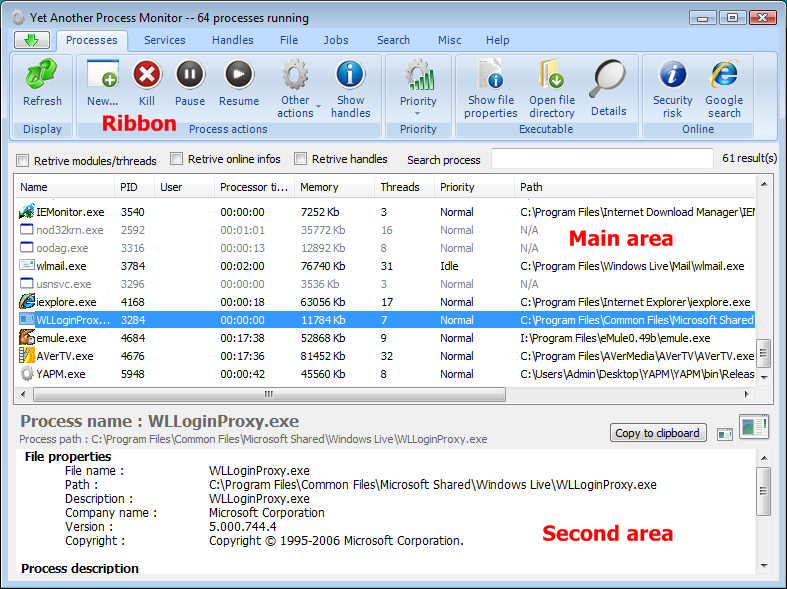 Yet Another Process Monitor -- 64 processes running
Processes Services Handles File Jobs Search Misc Help
Refresh New... Kill Pause Resume Other actions Show handles Priority Show file properties Open file directory Details Security risk Google search
Display Ribbon Process actions Priority Executable Online
Retrive modules/trhreads Retrive online infos Retrive handles Search process 61 result(s)
Name PID User Processor ti... Memory Threads Priority Path
IEMonitor.exe 3540 00:00:00 7252 Kb 3 Normal C:\Program Files\Internet Download Manager\IEM
nod32krn.exe 2592 00:01:01 35772 Kb 16 Normal N/A
Main area
oodag.exe 3316 00:00:13 12892 Kb 8 Normal N/A
wlmail.exe 3784 00:02:00 76740 Kb 31 Idle C:\Program Files\Windows Live\Mail\wlmail.exe
usnsvc.exe 3296 00:00:00 3536 Kb 3 Normal N/A
iexplore.exe 4168 00:00:18 63056 Kb 17 Normal C:\Program Files\Internet Explorer\iexplore.exe
WLLoginProx... 3284 00:00:00 11784 Kb 7 Normal C:\Program Files\Common Files\Microsoft Shared
emule.exe 4684 00:17:38 52868 Kb 9 Normal I:\Program Files\eMule0.49b\emule.exe
AVerTV.exe 4676 00:17:36 81452 Kb 32 Normal C:\Program Files\AVerMedia\AVerTV\AVerTV.exe
YAPM.exe 5948 00:00:42 45560 Kb 8 Normal C:\Users\Admin\Desktop\YAPM\YAPM\bin\Releas
Process name : WLLoginProxy.exe
Copy to clipboard
Process path : C:\Program Files\Common Files\Microsoft Shared\Windows Live\WLLoginProxy.exe
File properties
File name : WLLoginProxy.exe
Path : C:\Program Files\Common Files\Microsoft Shared\Windows Live\WLLoginProxy.exe
Description : WLLoginProxy.exe
Company name : Microsoft Corporation
Version : 5.000.744.4
Second area
Copyright : Copyright © 1995-2006 Microsoft Corporation.
Process description